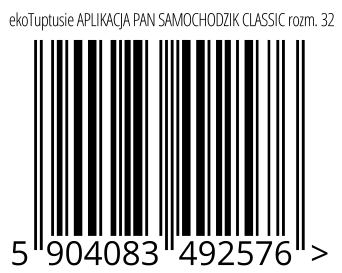 ekoTuptusie APLIKACJA PAN SAMOCHODZIK CLASSIC rozm. 32
5 904083 492576 >